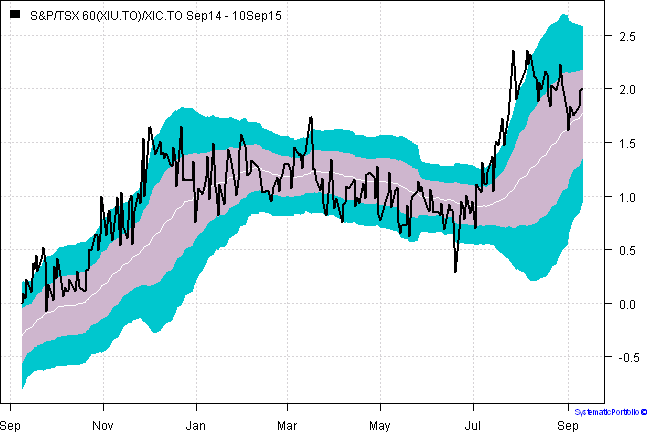 S&P/TSX 60(XIU.TO)/XIC.TO Sep14 - 10Sep15
2.5
2.0
1.5
1.0
0.5
0.0
-0.5
SystematicPortfolio ©
Sep Nov Jan Mar May Jul Sep